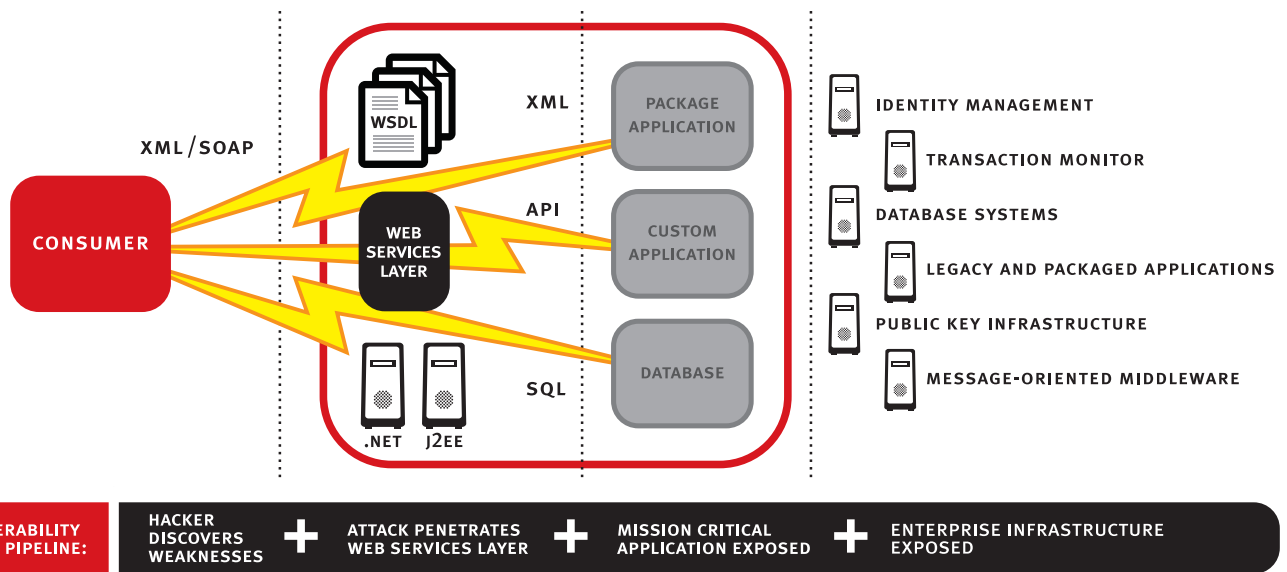 XML/SOAP
CONSUMER
WSDL
WEB
SERVICES
LAYER
.NET
J2EE
XML
API
SQL
PACKAGE
APPLICATION
CUSTOM
APPLICATION
DATABASE
IDENTITY MANAGEMENT
TRANSACTION MONITOR
DATABASE SYSTEMS
LEGACY AND PACKAGED APPLICATIONS
PUBLIC KEY INFRASTRUCTURE
MESSAGE-ORIENTED MIDDLEWARE
ERABILITY
PIPELINE:
HACKER
DISCOVERS
WEAKNESSES
+
ATTACK PENETRATES
WEB SERVICES LAYER
+
MISSION CRITICAL
APPLICATION EXPOSED
+
ENTERPRISE INFRASTRUCTURE
EXPOSED